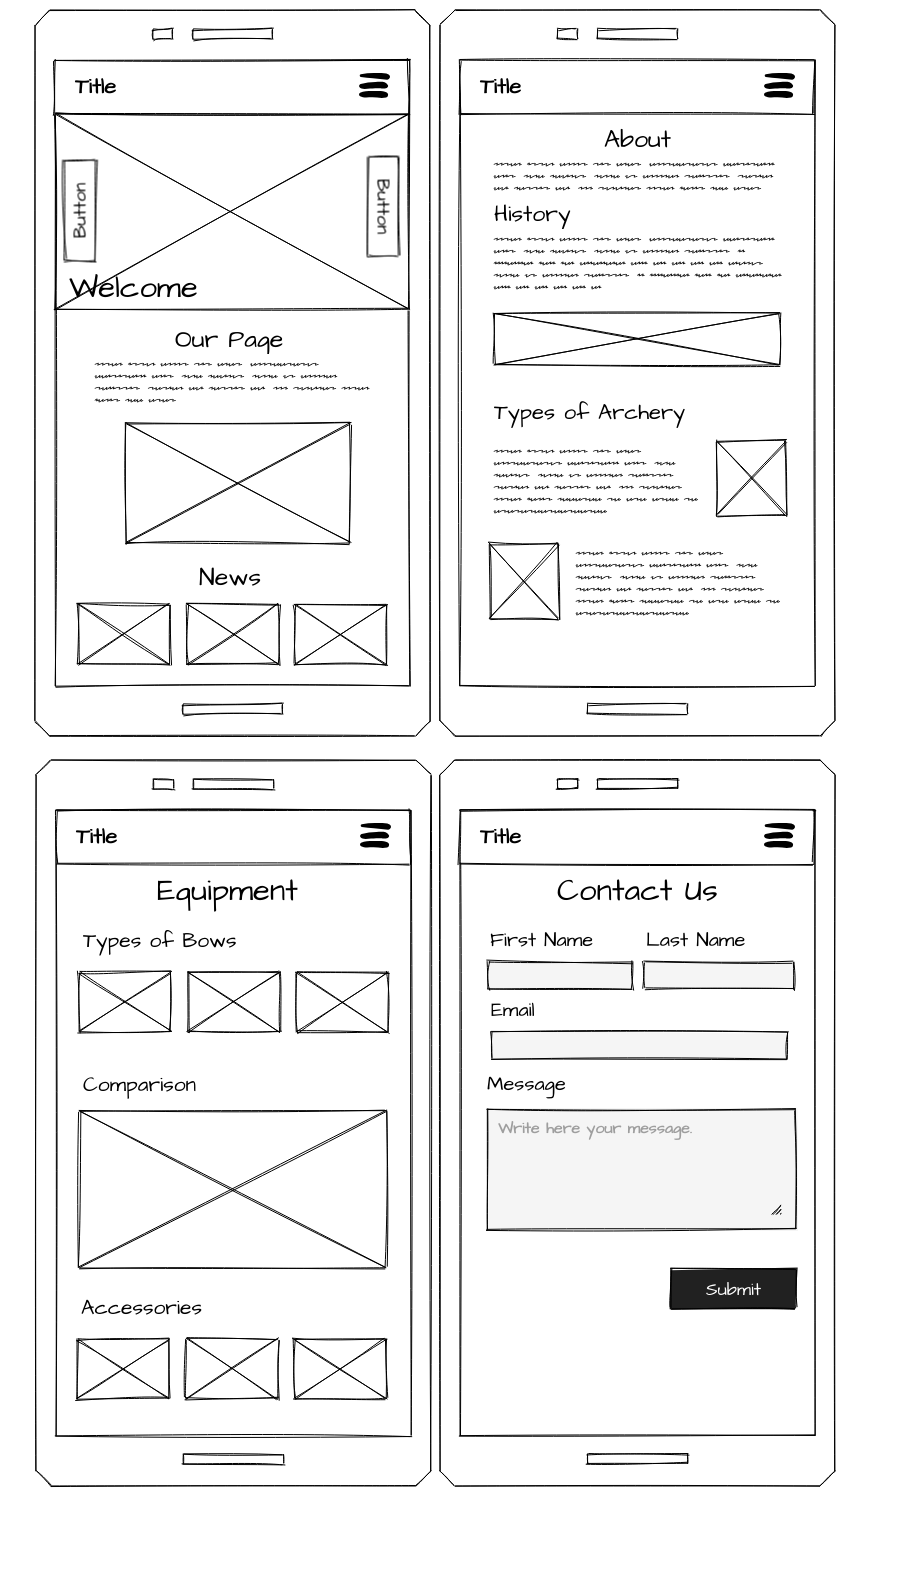 Title
Button
Button
Welcome
Our Page
News
Title
About
History
Types of Archery
Title
Equipment
Types of Bows
Comparison
Accessories
Title
Contact Us
First Name Last Name
Email
Message
Write here your message.
Submit